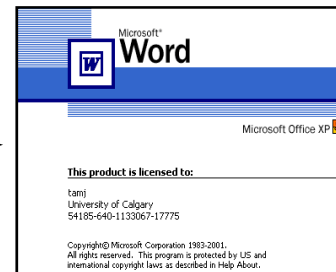 Microsoft®
Word
W
Microsoft Office XP
This product is licensed to:
tamj
University of Calgary
54185-640-1133067-17775
Copyright© Microsoft Corporation 1983-2001.
All rights reserved. This program is protected by US and
international copyright laws as described in Help About.